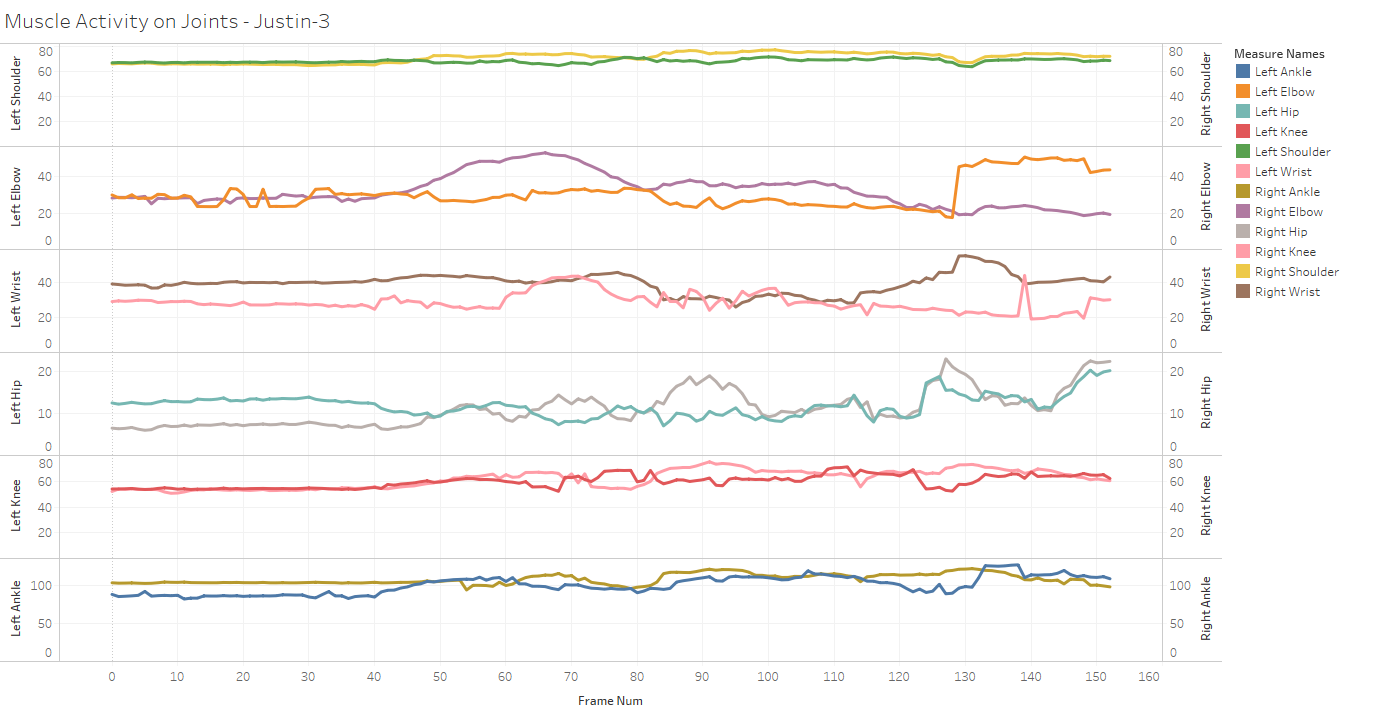 Muscle Activity on Joints - Justin-3
Left Shoulder
80
60
40
20
80
60
40
20
Right Shoulder
Left Elbow
40
20
0
40
20
0
Right Elbow
Left Wrist
40
20
0
40
20
0
Right Wrist
Left Hip
20
10
0
20
10
0
Right Hip
Left Knee
80
60
40
20
80
60
40
20
Right Knee
Left Ankle
100
50
0
100
50
0
Right Ankle
0 10 20 30 40 50 60 70 80 90 100 110 120 130 140 150 160
Frame Num
Measure Names
Left Ankle
Left Elbow
Left Hip
Left Knee
Left Shoulder
Left Wrist
Right Ankle
Right Elbow
Right Hip
Right Knee
Right Shoulder
Right Wrist